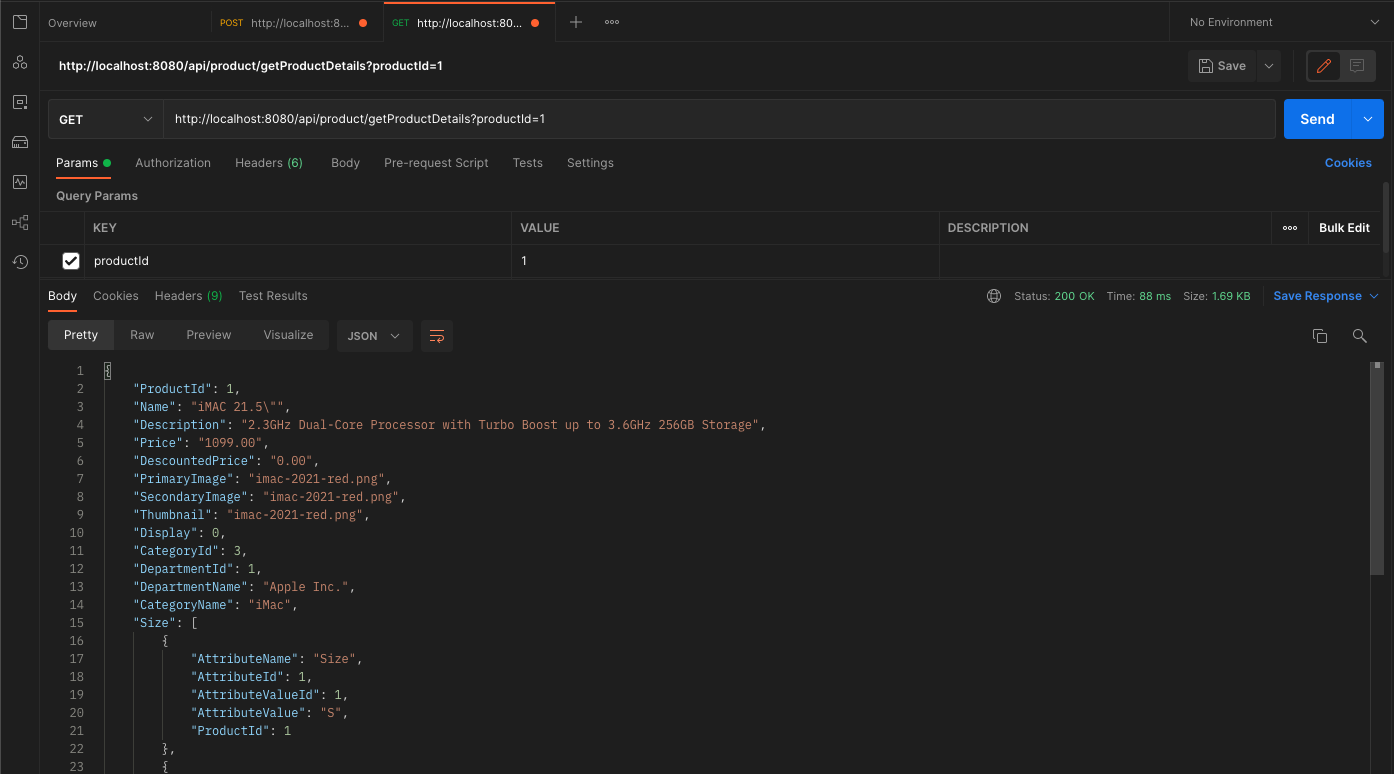 Overview
POST http://localhost:8...
GET http://localhost:80...
No Environment
http://localhost:8080/api/product/getProductDetails?productId=1
Save
GET
http://localhost:8080/api/product/getProductDetails?productId=1
Send
Params
Authorization
Headers (6)
Body
Pre-request Script
Tests
Settings
Cookies
Query Params
KEY
VALUE
DESCRIPTION
Bulk Edit
productId
1
Body
Cookies
Headers (9)
Test Results
Status: 200 OK
Time: 88 ms
Size: 1.69 KB
Save Response
Pretty
Raw
Preview
Visualize
JSON
1 {
2 "ProductId": 1,
3 "Name": "iMAC 21.5\"",
4 "Description": "2.3GHz Dual-Core Processor with Turbo Boost up to 3.6GHz 256GB Storage",
5 "Price": "1099.00",
6 "DescountedPrice": "0.00",
7 "PrimaryImage": "imac-2021-red.png",
8 "SecondaryImage": "imac-2021-red.png",
9 "Thumbnail": "imac-2021-red.png",
10 "Display": 0,
11 "CategoryId": 3,
12 "DepartmentId": 1,
13 "DepartmentName": "Apple Inc.",
14 "CategoryName": "iMac",
15 "Size": [
16 {
17 "AttributeName": "Size",
18 "AttributeId": 1,
19 "AttributeValueId": 1,
20 "AttributeValue": "S",
21 "ProductId": 1
22 },
23 {